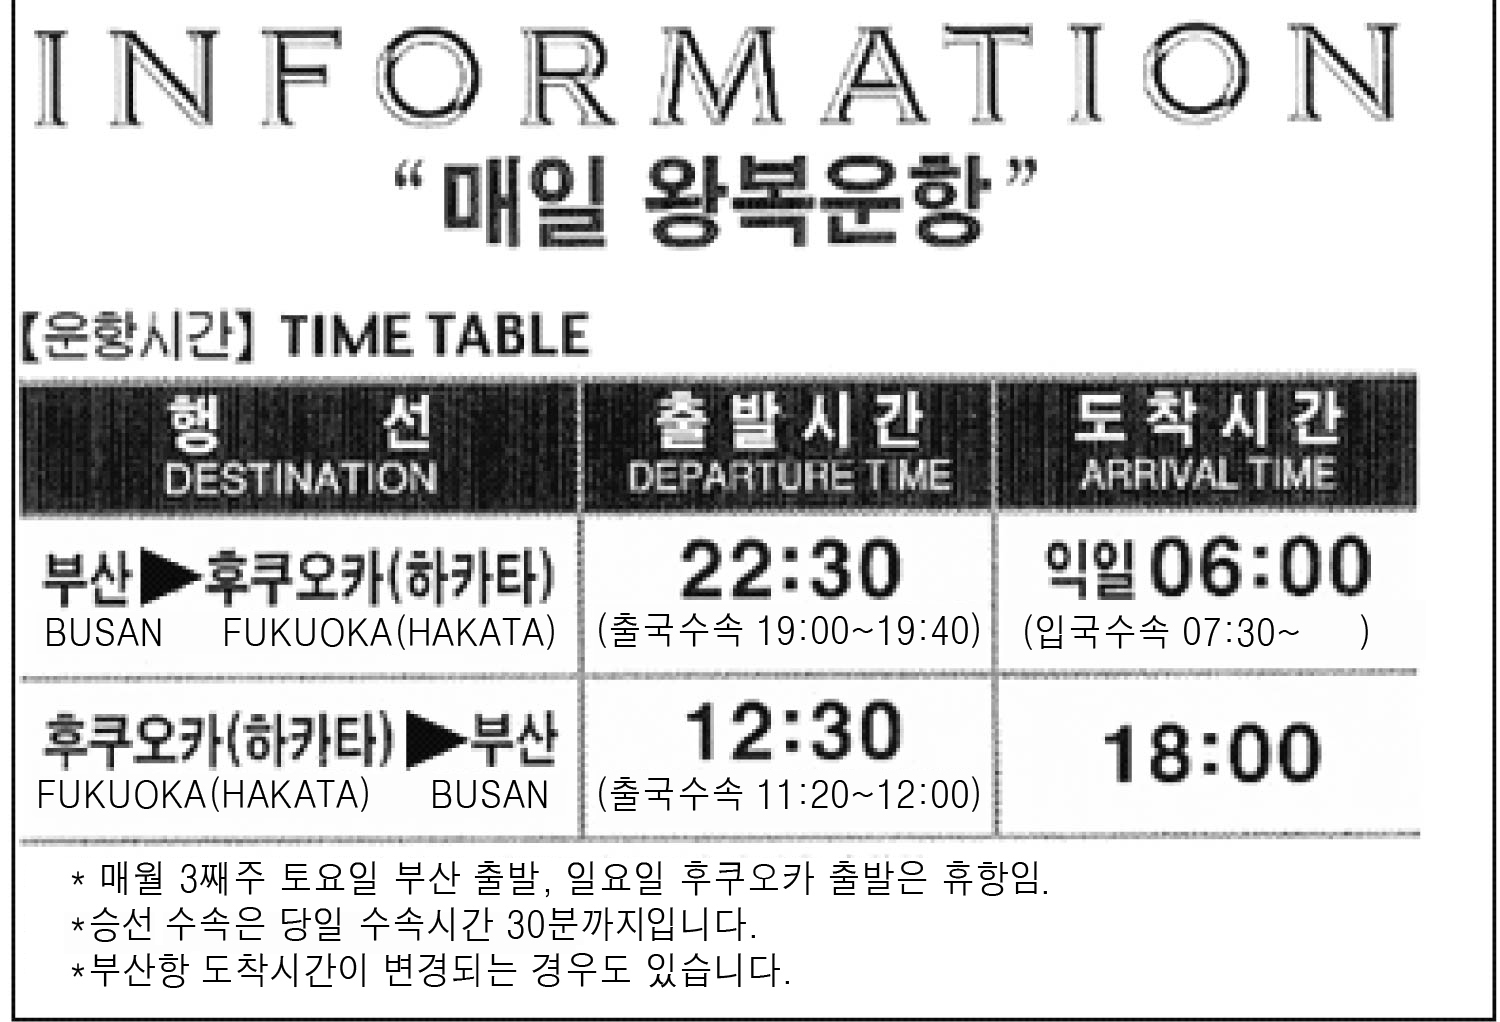 INFORMATION
“매일 왕복운항”
【운항시간】 TIME TABLE
행 선 출발시간 도착시간
DESTINATION DEPARTURE TIME ARRIVAL TIME
부산▶후쿠오카(하카타) 22:30 익일 06:00
BUSAN FUKUOKA(HAKATA) (출국수속 19:00~19:40) (입국수속 07:30~ )
후쿠오카(하카타)▶부산 12:30 18:00
FUKUOKA(HAKATA) BUSAN (출국수속 11:20~12:00)
* 매월 3째주 토요일 부산 출발, 일요일 후쿠오카 출발은 휴항임.
*승선 수속은 당일 수속시간 30분까지입니다.
*부산항 도착시간이 변경되는 경우도 있습니다.